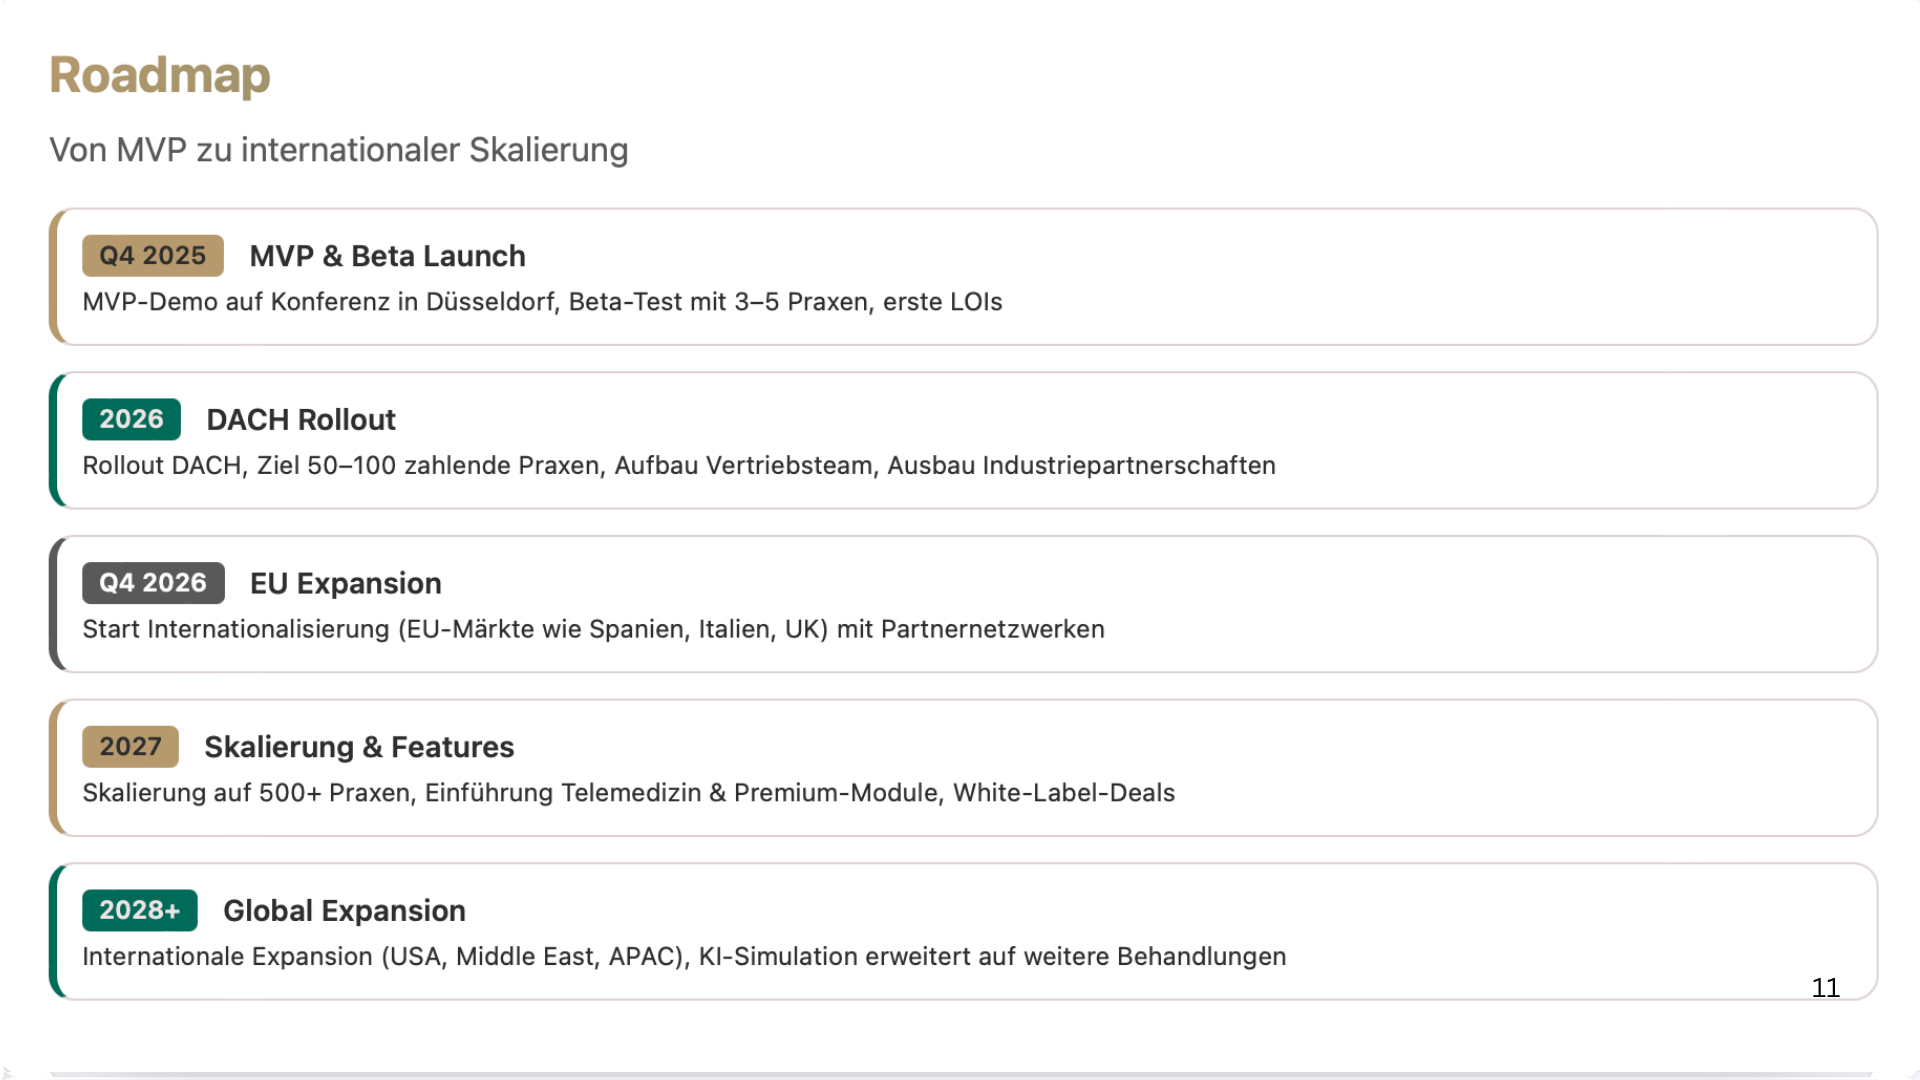 Roadmap
Von MVP zu internationaler Skalierung
Q4 2025 MVP & Beta Launch
MVP-Demo auf Konferenz in Düsseldorf, Beta-Test mit 3–5 Praxen, erste LOIs
2026 DACH Rollout
Rollout DACH, Ziel 50–100 zahlende Praxen, Aufbau Vertriebsteam, Ausbau Industriepartnerschaften
Q4 2026 EU Expansion
Start Internationalisierung (EU-Märkte wie Spanien, Italien, UK) mit Partnernetzwerken
2027 Skalierung & Features
Skalierung auf 500+ Praxen, Einführung Telemedizin & Premium-Module, White-Label-Deals
2028+ Global Expansion
Internationale Expansion (USA, Middle East, APAC), KI-Simulation erweitert auf weitere Behandlungen
11